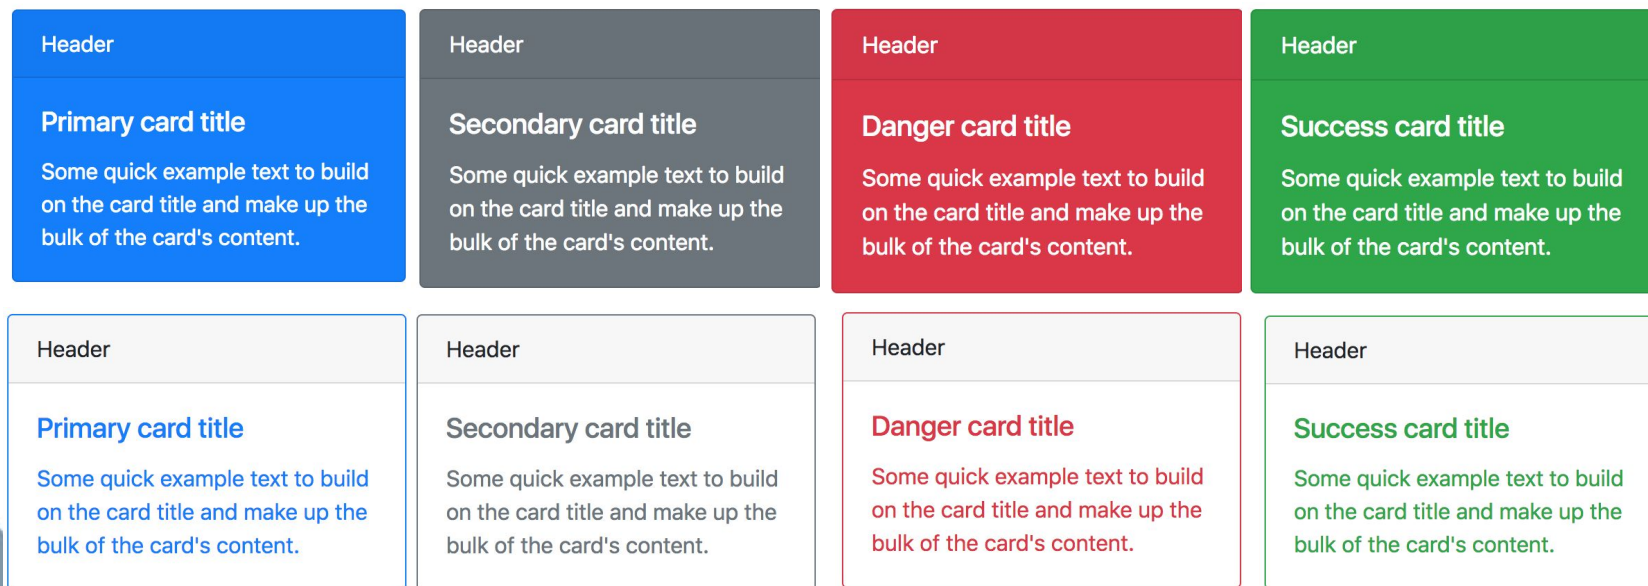 Header
Primary card title
Some quick example text to build
on the card title and make up the
bulk of the card's content.
Header
Secondary card title
Some quick example text to build
on the card title and make up the
bulk of the card's content.
Header
Danger card title
Some quick example text to build
on the card title and make up the
bulk of the card's content.
Header
Success card title
Some quick example text to build
on the card title and make up the
bulk of the card's content.
Header
Primary card title
Some quick example text to build
on the card title and make up the
bulk of the card's content.
Header
Secondary card title
Some quick example text to build
on the card title and make up the
bulk of the card's content.
Header
Danger card title
Some quick example text to build
on the card title and make up the
bulk of the card's content.
Header
Success card title
Some quick example text to build
on the card title and make up the
bulk of the card's content.